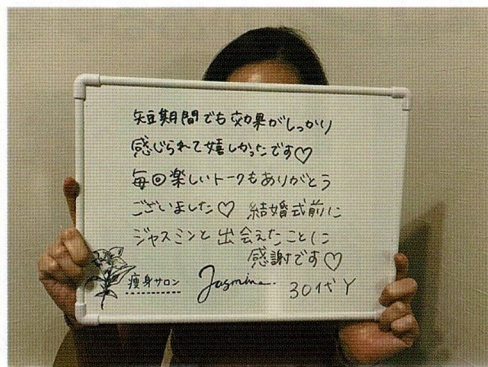 短期間でも効果がしっかり
感じられて嬉しかったです♡
毎回楽しいトークもありがとう
ございました♡ 結婚式前に
ジャスミンと出会えたことに
感謝です♡
痩身サロン Jasmine. 30代 Y